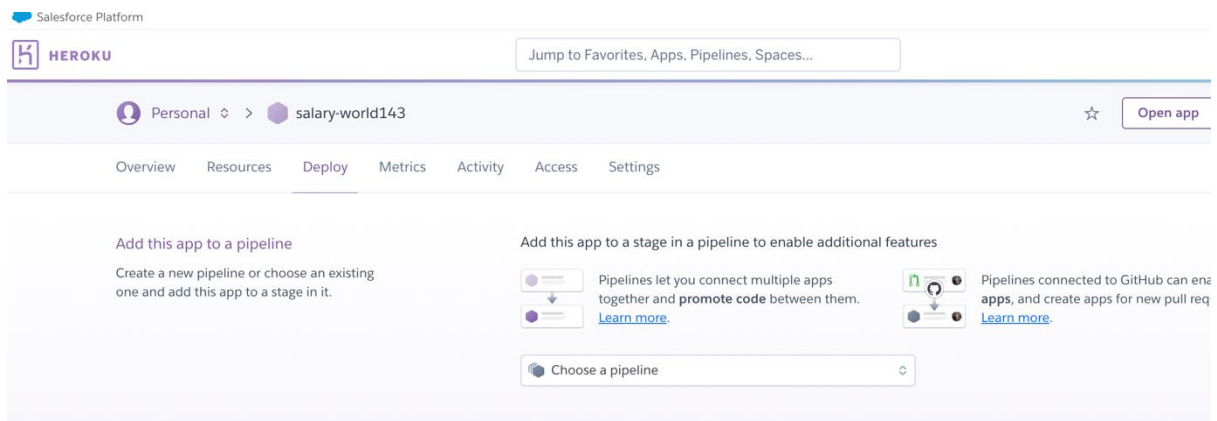 Salesforce Platform
HEROKU
Jump to Favorites, Apps, Pipelines, Spaces...
Personal > salary-world143
Open app
Overview Resources Deploy Metrics Activity Access Settings
Add this app to a pipeline
Create a new pipeline or choose an existing
one and add this app to a stage in it.
Add this app to a stage in a pipeline to enable additional features
Pipelines let you connect multiple apps
together and promote code between them.
Learn more.
Pipelines connected to GitHub can ena
apps, and create apps for new pull req
Learn more.
Choose a pipeline